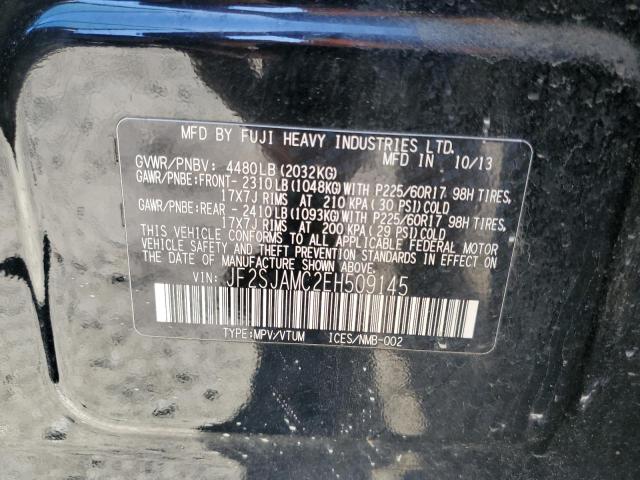 MFD BY FUJI HEAVY INDUSTRIES LTD.
MFD IN 10/13
GVWR/PNBV: 4480LB(2032KG)
GAWR/PNBE:FRONT- 2310LB(1048KG)WITH P225/60R17 98H TIRES,
17X7J RIMS AT 210 KPA(30 PSI)COLD
GAWR/PNBE:REAR -2410LB(1093KG)WITH P225/60R17 98H TIRES,
17X7J RIMS AT 200 KPA(29 PSI)COLD
THIS VEHICLE CONFORMS TO ALL APPLICABLE FEDERAL MOTOR
VEHICLE SAFETY AND THEFT PREVENTION STANDARDS IN EFFECT ON
THE DATE OF MANUFACTURE SHOWN ABOVE.
VIN: JF2SJAMC2EH509145
TYPE:MPV/VTUM ICES/NMB-002